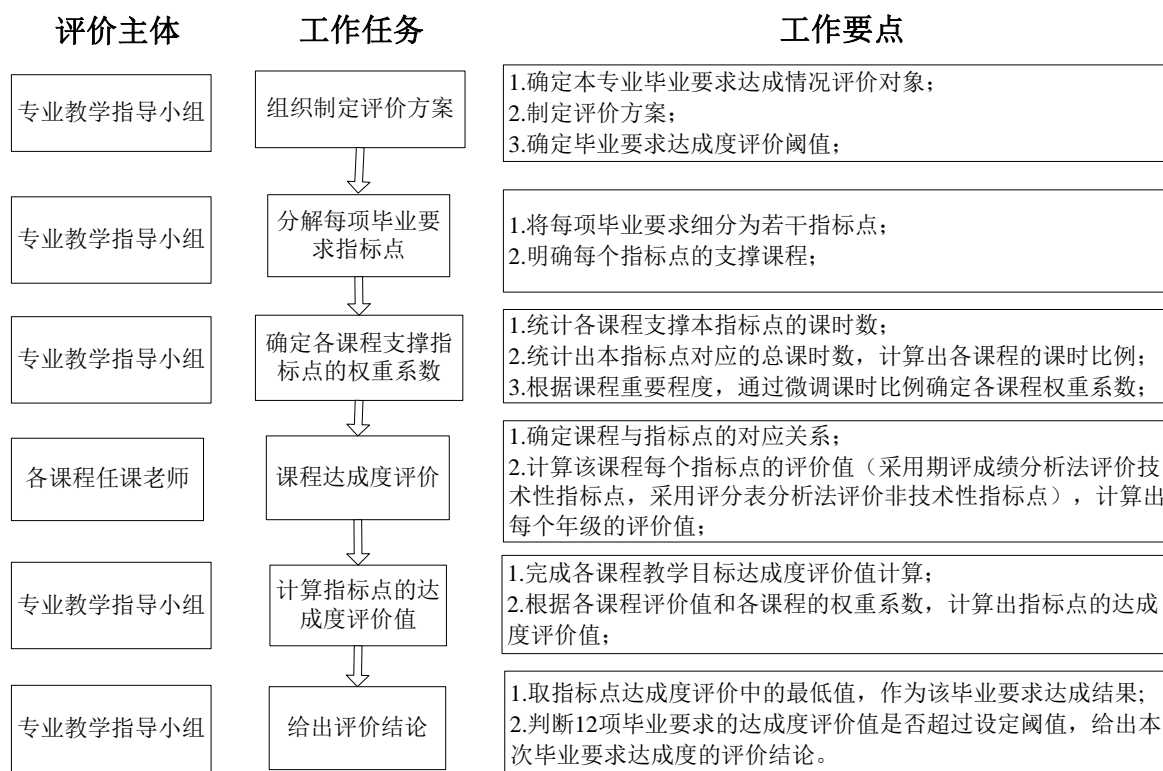 评价主体 工作任务 工作要点
专业教学指导小组
组织制定评价方案
1.确定本专业毕业要求达成情况评价对象;
2.制定评价方案;
3.确定毕业要求达成度评价阈值;
专业教学指导小组
分解每项毕业要
求指标点
1.将每项毕业要求细分为若干指标点;
2.明确每个指标点的支撑课程;
专业教学指导小组
确定各课程支撑指
标点的权重系数
1.统计各课程支撑本指标点的课时数;
2.统计出本指标点对应的总课时数，计算出各课程的课时比例;
3.根据课程重要程度，通过微调课时比例确定各课程权重系数;
各课程任课老师
课程达成度评价
1.确定课程与指标点的对应关系;
2.计算该课程每个指标点的评价值（采用期评成绩分析法评价技
术性指标点，采用评分表分析法评价非技术性指标点），计算出
每个年级的评价值;
专业教学指导小组
计算指标点的达
成度评价值
1.完成各课程教学目标达成度评价值计算;
2.根据各课程评价值和各课程的权重系数，计算出指标点的达成
度评价值;
专业教学指导小组
给出评价结论
1.取指标点达成度评价中的最低值，作为该毕业要求达成结果;
2.判断12项毕业要求的达成度评价值是否超过设定阈值，给出本
次毕业要求达成度的评价结论。